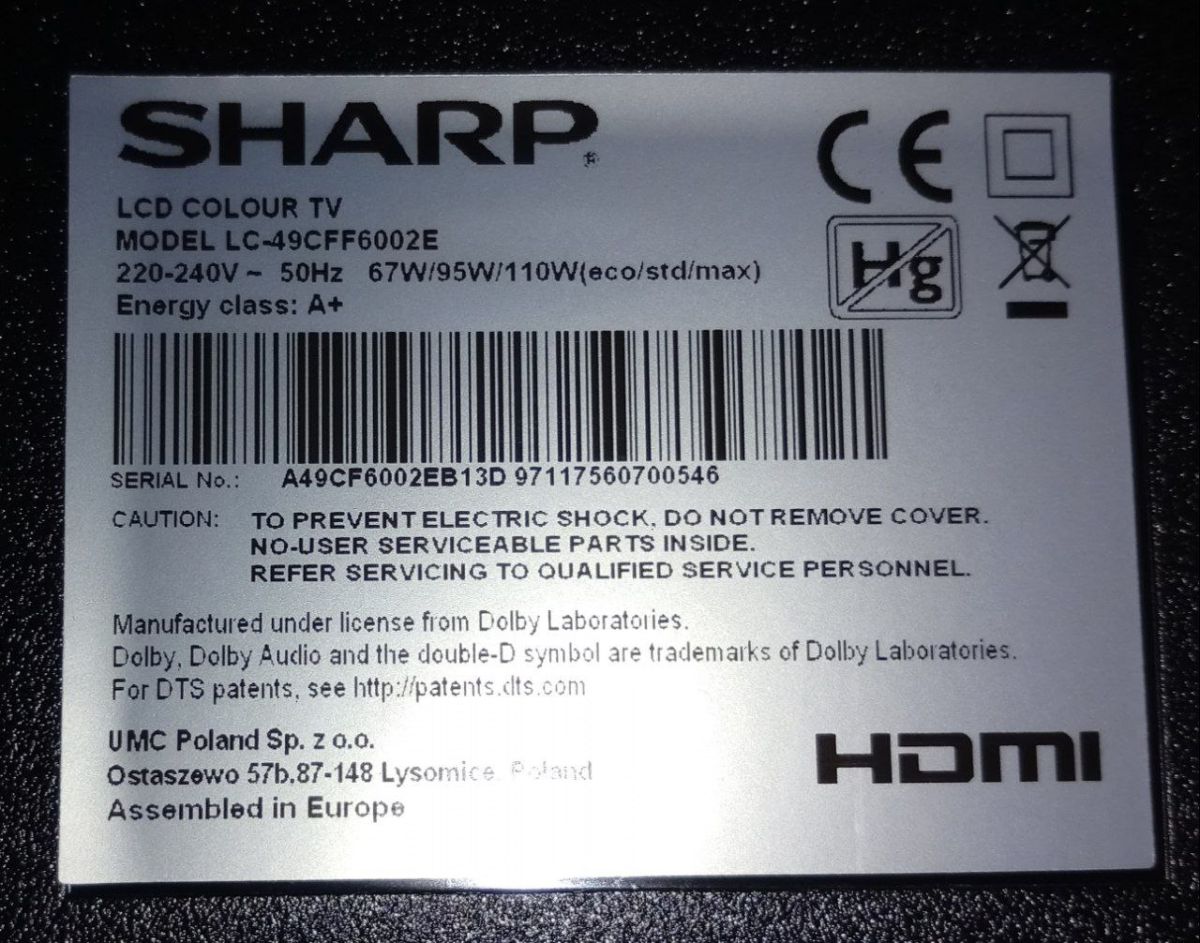 SHARP®
LCD COLOUR TV
MODEL LC-49CFF6002E
220-240V ~ 50Hz 67W/95W/110W(eco/std/max)
Energy class: A+
CE
Hg
SERIAL No.: A49CF6002EB13D 97117560700546
CAUTION: TO PREVENT ELECTRIC SHOCK, DO NOT REMOVE COVER.
NO-USER SERVICEABLE PARTS INSIDE.
REFER SERVICING TO QUALIFIED SERVICE PERSONNEL.
Manufactured under license from Dolby Laboratories.
Dolby, Dolby Audio and the double-D symbol are trademarks of Dolby Laboratories.
For DTS patents, see http://patents.dts.com
UMC Poland Sp. z o.o.
Ostaszewo 57b.87-148 Lysomice, Poland
Assembled in Europe
HDMI